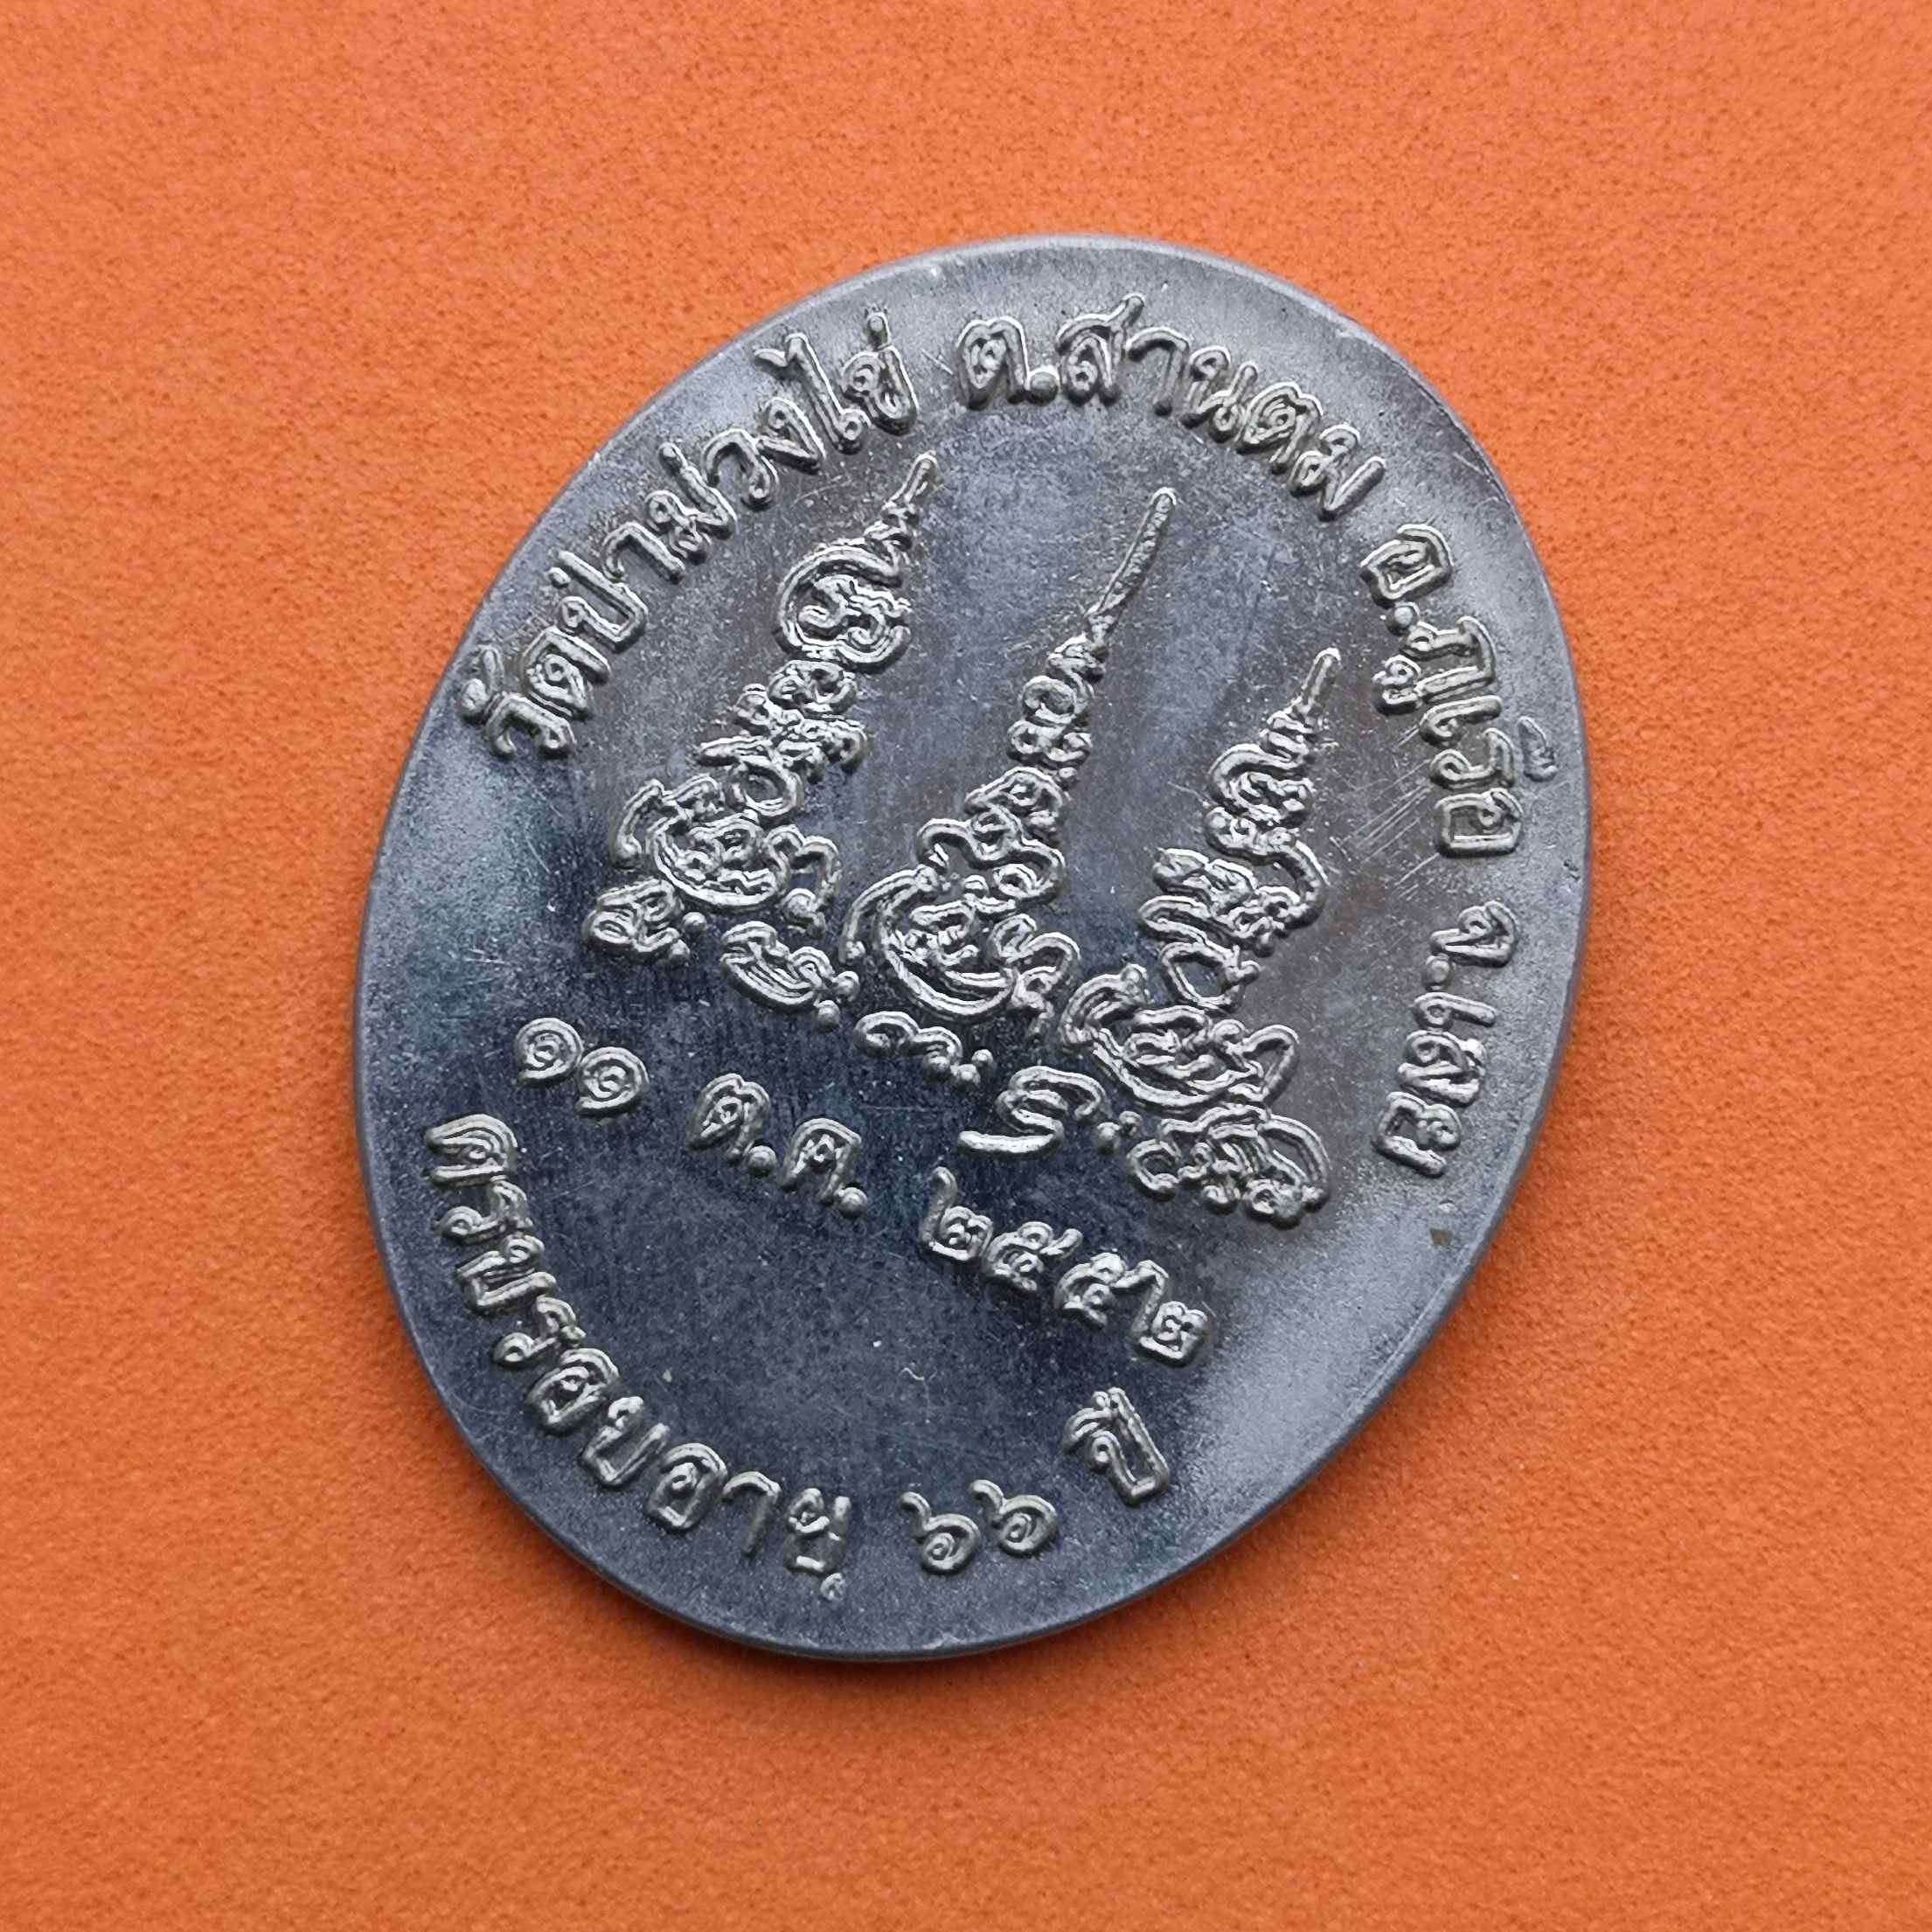 วัดป่าม่วงไข่ ต.สานตม อ.ภูเรือ จ.เลย
๑๑ ต.ค. ๒๕๕๒
ครบรอบอายุ ๖๖ ปี